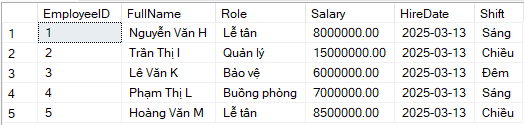 EmployeeID FullName Role Salary HireDate Shift
1 1 Nguyễn Văn H Lễ tân 8000000.00 2025-03-13 Sáng
2 2 Trần Thị I Quản lý 15000000.00 2025-03-13 Chiều
3 3 Lê Văn K Bảo vệ 6000000.00 2025-03-13 Đêm
4 4 Phạm Thị L Buồng phòng 7000000.00 2025-03-13 Sáng
5 5 Hoàng Văn M Lễ tân 8500000.00 2025-03-13 Chiều